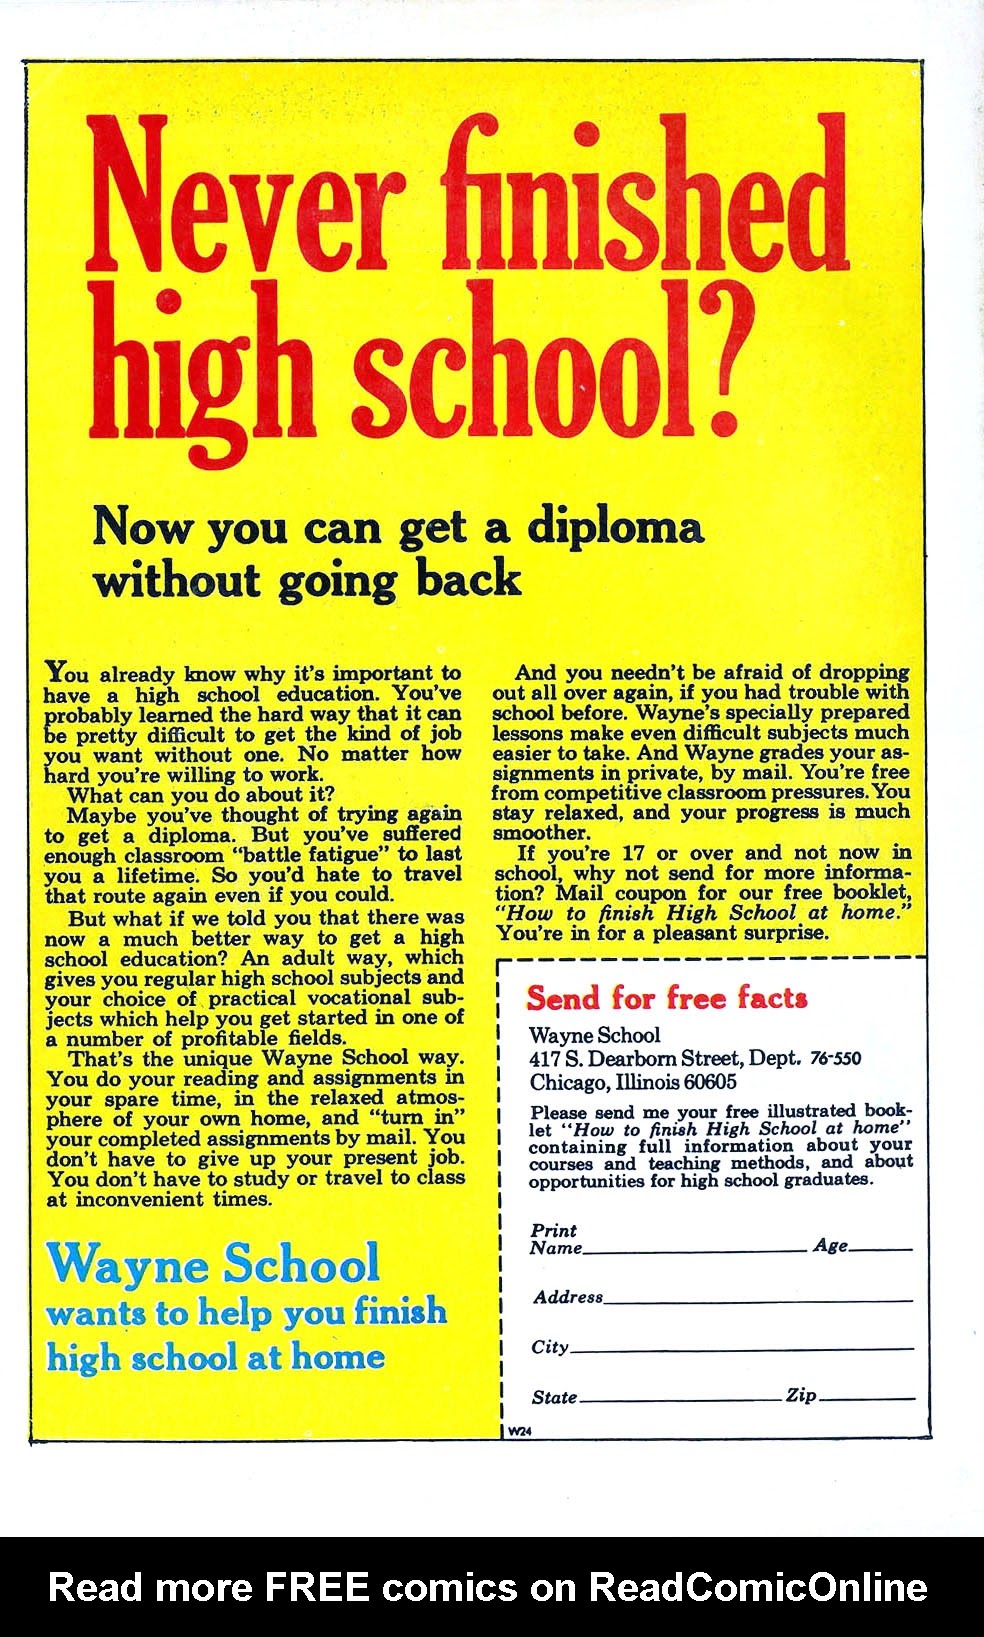 Never finished
high school?
Now you can get a diploma
without going back
You already know why it's important to
have a high school education. You've
probably learned the hard way that it can
be pretty difficult to get the kind of job
you want without one. No matter how
hard you're willing to work.
What can you do about it?
Maybe you've thought of trying again
to get a diploma. But you've suffered
enough classroom "battle fatigue" to last
you a lifetime. So you'd hate to travel
that route again even if you could.
But what if we told you that there was
now a much better way to get a high
school education? An adult way, which
gives you regular high school subjects and
your choice of practical vocational sub-
jects which help you get started in one of
a number of profitable fields.
That's the unique Wayne School way.
You do your reading and assignments in
your spare time, in the relaxed atmos-
phere of your own home, and "turn in"
your completed assignments by mail. You
don't have to give up your present job.
You don't have to study or travel to class
at inconvenient times.
Wayne School
wants to help you finish
high school at home
And you needn't be afraid of dropping
out all over again, if you had trouble with
school before. Wayne's specially prepared
lessons make even difficult subjects much
easier to take. And Wayne grades your as-
signments in private, by mail. You're free
from competitive classroom pressures. You
stay relaxed, and your progress is much
smoother.
If you're 17 or over and not now in
school, why not send for more informa-
tion? Mail coupon for our free booklet,
"How to finish High School at home."
You're in for a pleasant surprise.
Send for free facts
Wayne School
417 S. Dearborn Street, Dept. 76-550
Chicago, Illinois 60605
Please send me your free illustrated book-
let "How to finish High School at home"
containing full information about your
courses and teaching methods, and about
opportunities for high school graduates.
Print
Name Age
Address
City
State Zip
W24
Read more FREE comics on ReadComicOnline